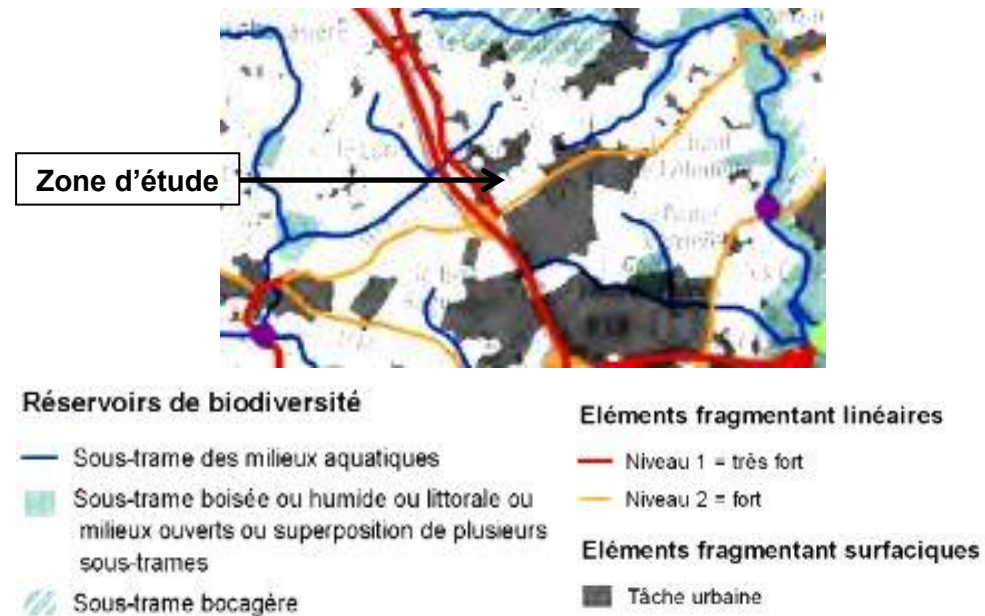 Zone d'étude
Réservoirs de biodiversité
Sous-trame des milieux aquatiques
Sous-trame boisée ou humide ou littorale ou
milieux ouverts ou superposition de plusieurs
sous-trames
Sous-trame bocagère
Eléments fragmentant linéaires
Niveau 1 = très fort
Niveau 2 = fort
Eléments fragmentant surfaciques
Tâche urbaine